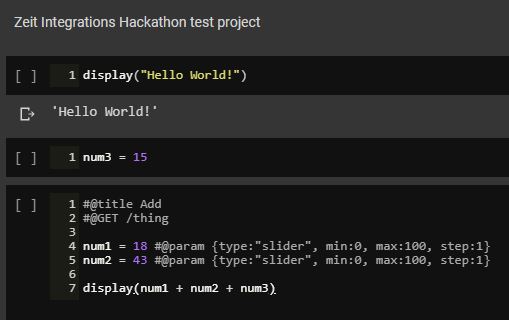 Zeit Integrations Hackathon test project
[ ] 1 display("Hello World!")
'Hello World!'
[ ] 1 num3 = 15
[ ] 1 #@title Add
2 #@GET /thing
3
4 num1 = 18 #@param {type:"slider", min:0, max:100, step:1}
5 num2 = 43 #@param {type:"slider", min:0, max:100, step:1}
6
7 display(num1 + num2 + num3)